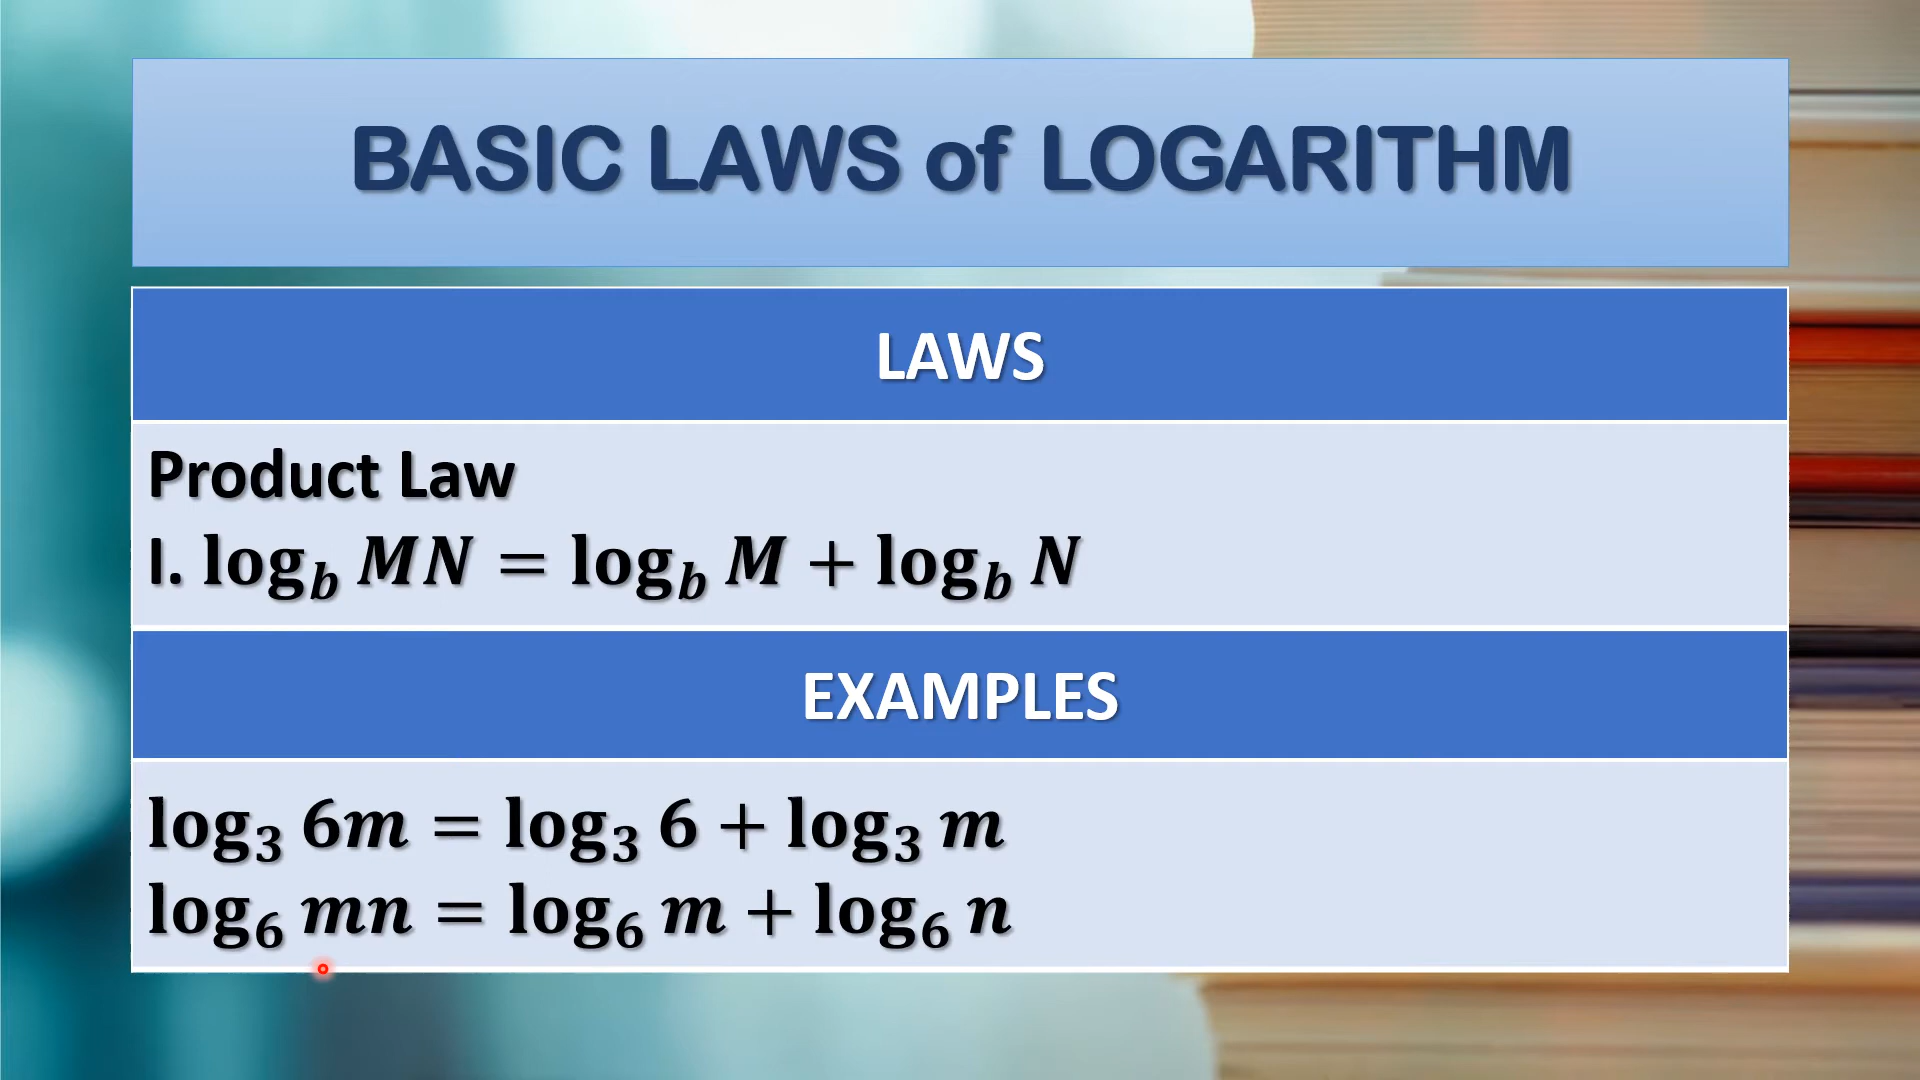 BASIC LAWS of LOGARITHM
LAWS
Product Law
I. log_b MN = log_b M + log_b N
EXAMPLES
log_3 6m = log_3 6 + log_3 m
log_6 mn = log_6 m + log_6 n